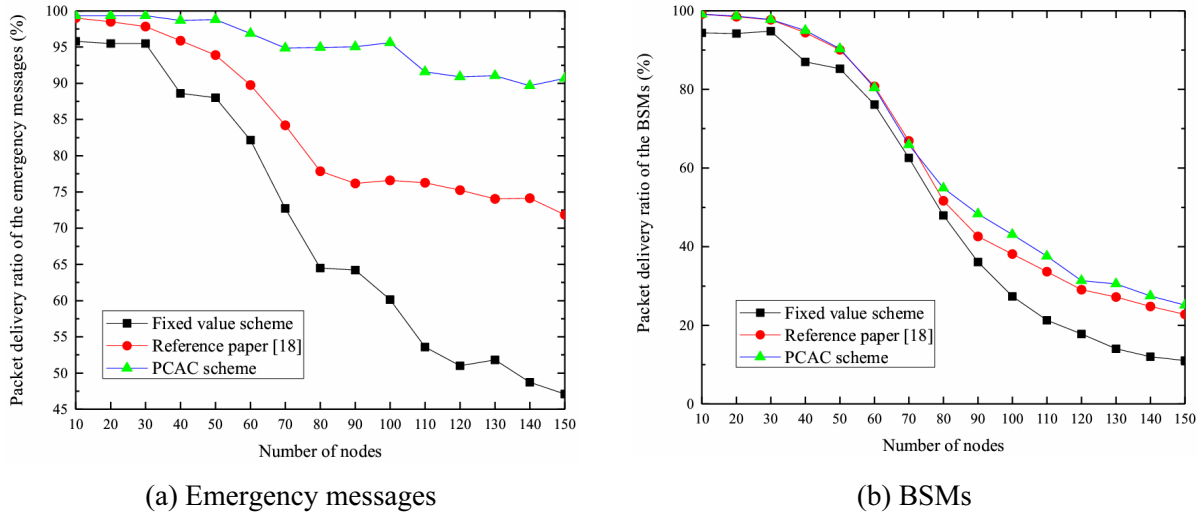 Packet delivery ratio of the emergency messages (%)
100
95
90
85
80
75
70
65
60
55
50
45
Fixed value scheme
Reference paper [18]
PCAC scheme
10 20 30 40 50 60 70 80 90 100 110 120 130 140 150
Number of nodes
(a) Emergency messages
Packet delivery ratio of the BSMs (%)
100
80
60
40
20
0
Fixed value scheme
Reference paper [18]
PCAC scheme
10 20 30 40 50 60 70 80 90 100 110 120 130 140 150
Number of nodes
(b) BSMs